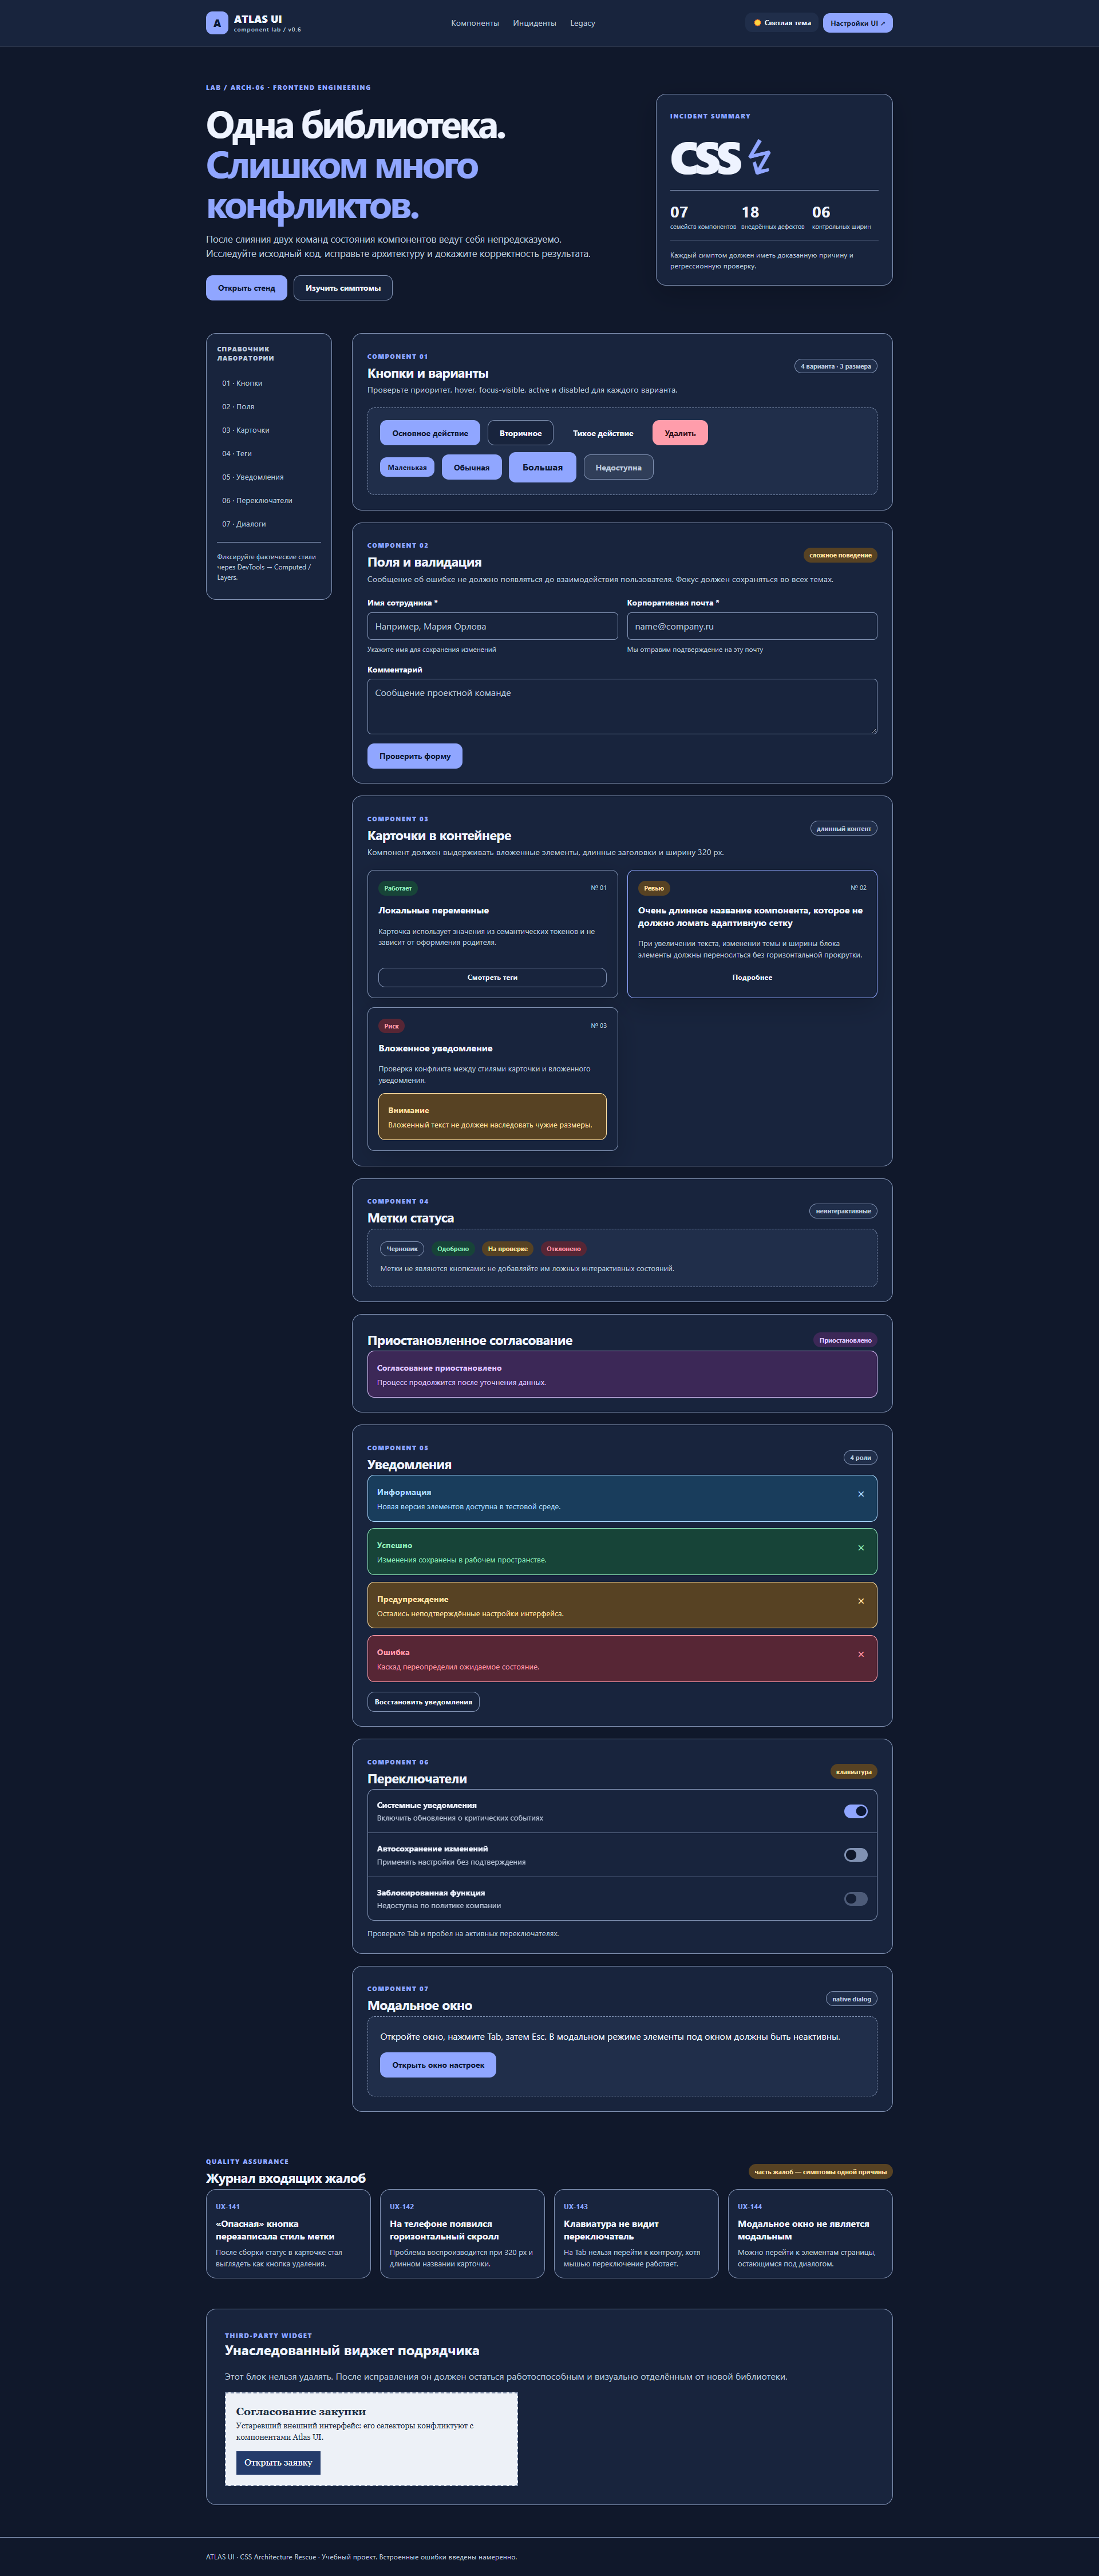 A
ATLAS UI
component lab / v0.6
Компоненты
Инциденты
Legacy
Светлая тема
Настройки UI ↗
LAB / ARCH-06 · FRONTEND ENGINEERING
Одна библиотека.
Слишком много
конфликтов.
После слияния двух команд состояния компонентов ведут себя непредсказуемо.
Исследуйте исходный код, исправьте архитектуру и докажите корректность результата.
Открыть стенд
Изучить симптомы
INCIDENT SUMMARY
CSS
07
семейств компонентов
18
внедрённых дефектов
06
контрольных ширин
Каждый симптом должен иметь доказанную причину и
регрессионную проверку.
СПРАВОЧНИК
ЛАБОРАТОРИИ
01 · Кнопки
02 · Поля
03 · Карточки
04 · Теги
05 · Уведомления
06 · Переключатели
07 · Диалоги
Фиксируйте фактические стили
через DevTools → Computed /
Layers.
COMPONENT 01
Кнопки и варианты
Проверьте приоритет, hover, focus-visible, active и disabled для каждого варианта.
4 варианта · 3 размера
Основное действие
Вторичное
Тихое действие
Удалить
Маленькая
Обычная
Большая
Недоступна
COMPONENT 02
Поля и валидация
Сообщение об ошибке не должно появляться до взаимодействия пользователя. Фокус должен сохраняться во всех темах.
сложное поведение
Имя сотрудника *
Например, Мария Орлова
Укажите имя для сохранения изменений
Корпоративная почта *
name@company.ru
Мы отправим подтверждение на эту почту
Комментарий
Сообщение проектной команде
Проверить форму
COMPONENT 03
Карточки в контейнере
Компонент должен выдерживать вложенные элементы, длинные заголовки и ширину 320 px.
длинный контент
Работает
№ 01
Локальные переменные
Карточка использует значения из семантических токенов и не
зависит от оформления родителя.
Смотреть теги
Ревью
№ 02
Очень длинное название компонента, которое не
должно ломать адаптивную сетку
При увеличении текста, изменении темы и ширины блока
элементы должны переноситься без горизонтальной прокрутки.
Подробнее
Риск
№ 03
Вложенное уведомление
Проверка конфликта между стилями карточки и вложенного
уведомления.
Внимание
Вложенный текст не должен наследовать чужие размеры.
COMPONENT 04
Метки статуса
неинтерактивные
Черновик
Одобрено
На проверке
Отклонено
Метки не являются кнопками: не добавляйте им ложных интерактивных состояний.
Приостановленное согласование
Приостановлено
Согласование приостановлено
Процесс продолжится после уточнения данных.
COMPONENT 05
Уведомления
4 роли
Информация
Новая версия элементов доступна в тестовой среде.
×
Успешно
Изменения сохранены в рабочем пространстве.
×
Предупреждение
Остались неподтверждённые настройки интерфейса.
×
Ошибка
Каскад переопределил ожидаемое состояние.
×
Восстановить уведомления
COMPONENT 06
Переключатели
клавиатура
Системные уведомления
Включить обновления о критических событиях
Автосохранение изменений
Применять настройки без подтверждения
Заблокированная функция
Недоступна по политике компании
Проверьте Tab и пробел на активных переключателях.
COMPONENT 07
Модальное окно
native dialog
Откройте окно, нажмите Tab, затем Esc. В модальном режиме элементы под окном должны быть неактивны.
Открыть окно настроек
QUALITY ASSURANCE
Журнал входящих жалоб
часть жалоб — симптомы одной причины
UX-141
«Опасная» кнопка
перезаписала стиль метки
После сборки статус в карточке стал
выглядеть как кнопка удаления.
UX-142
На телефоне появился
горизонтальный скролл
Проблема воспроизводится при 320 px и
длинном названии карточки.
UX-143
Клавиатура не видит
переключатель
На Tab нельзя перейти к контролу, хотя
мышью переключение работает.
UX-144
Модальное окно не является
модальным
Можно перейти к элементам страницы,
остающимся под диалогом.
THIRD-PARTY WIDGET
Унаследованный виджет подрядчика
Этот блок нельзя удалять. После исправления он должен остаться работоспособным и визуально отделённым от новой библиотеки.
Согласование закупки
Устаревший внешний интерфейс: его селекторы конфликтуют с
компонентами Atlas UI.
Открыть заявку
ATLAS UI · CSS Architecture Rescue · Учебный проект. Встроенные ошибки введены намеренно.